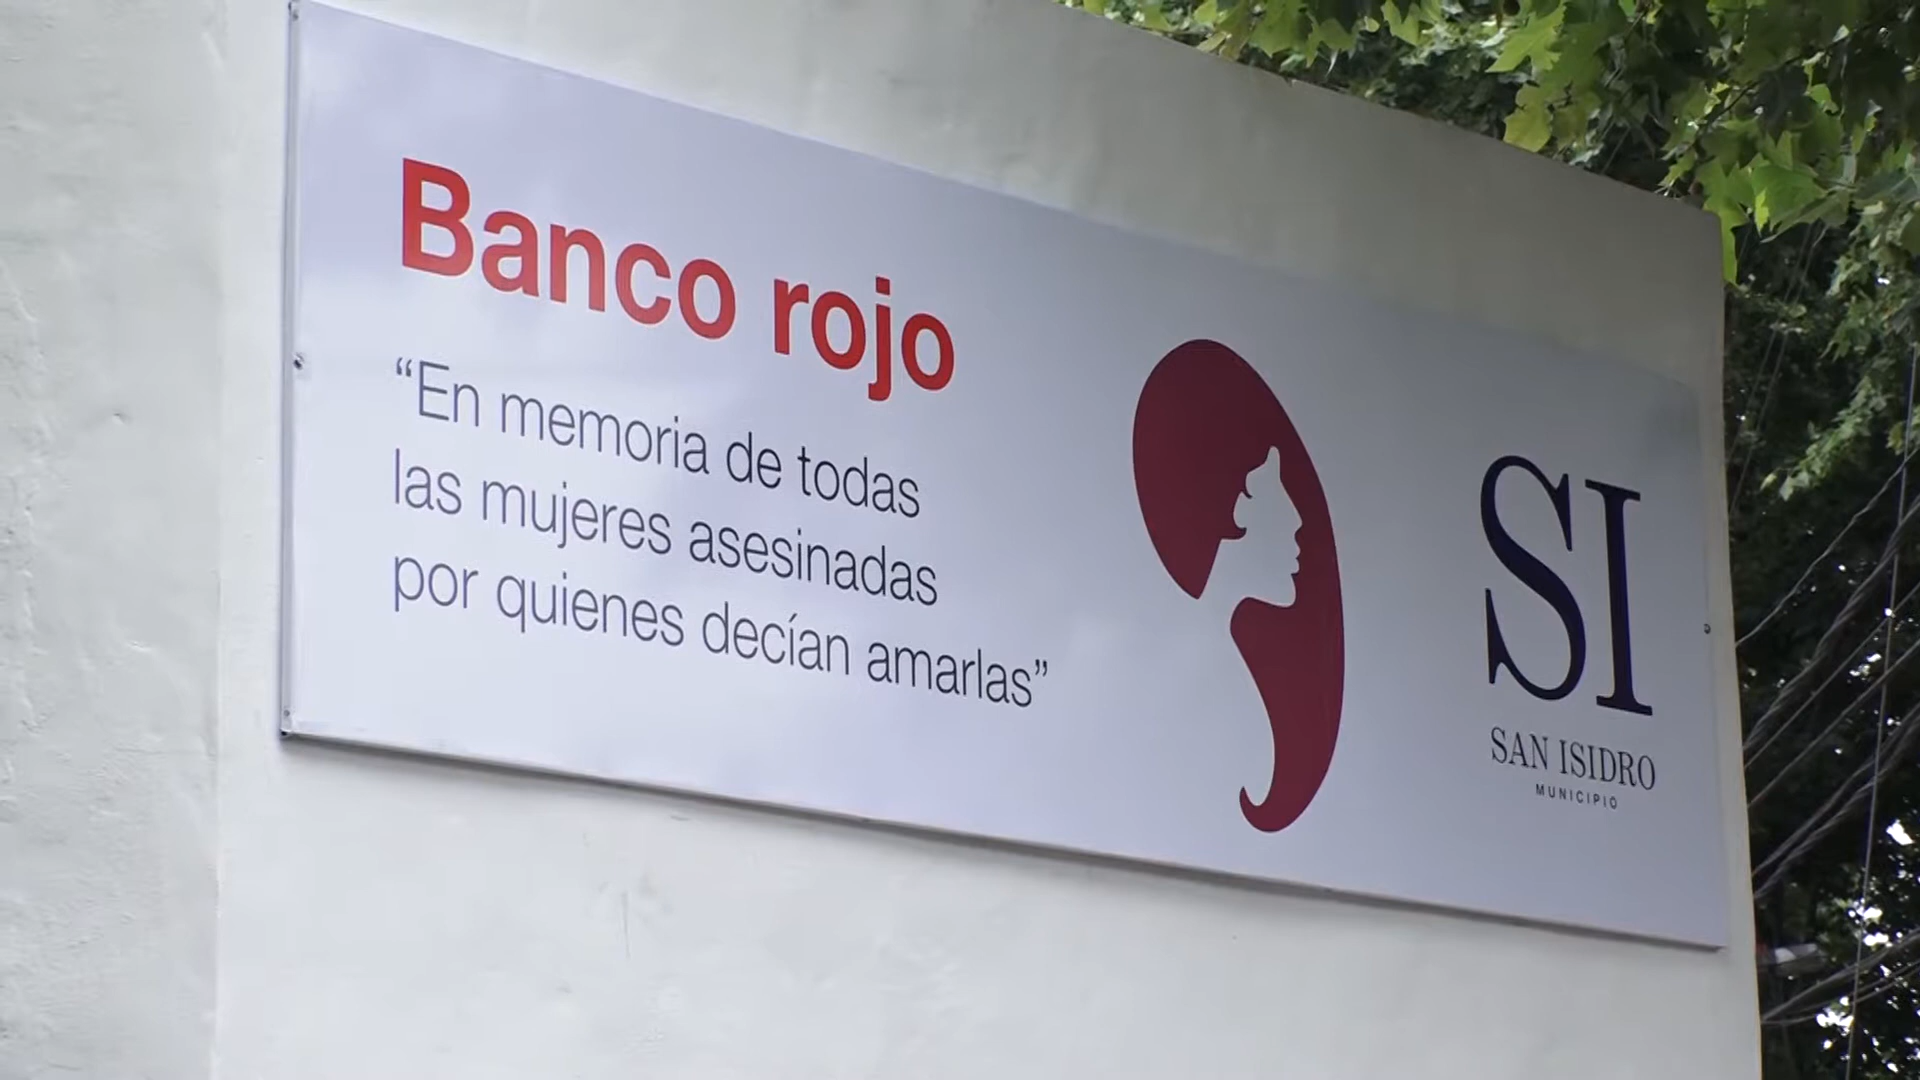 Banco rojo
“En memoria de todas
las mujeres asesinadas
por quienes decían amarlas”
SI
SAN ISIDRO
MUNICIPIO